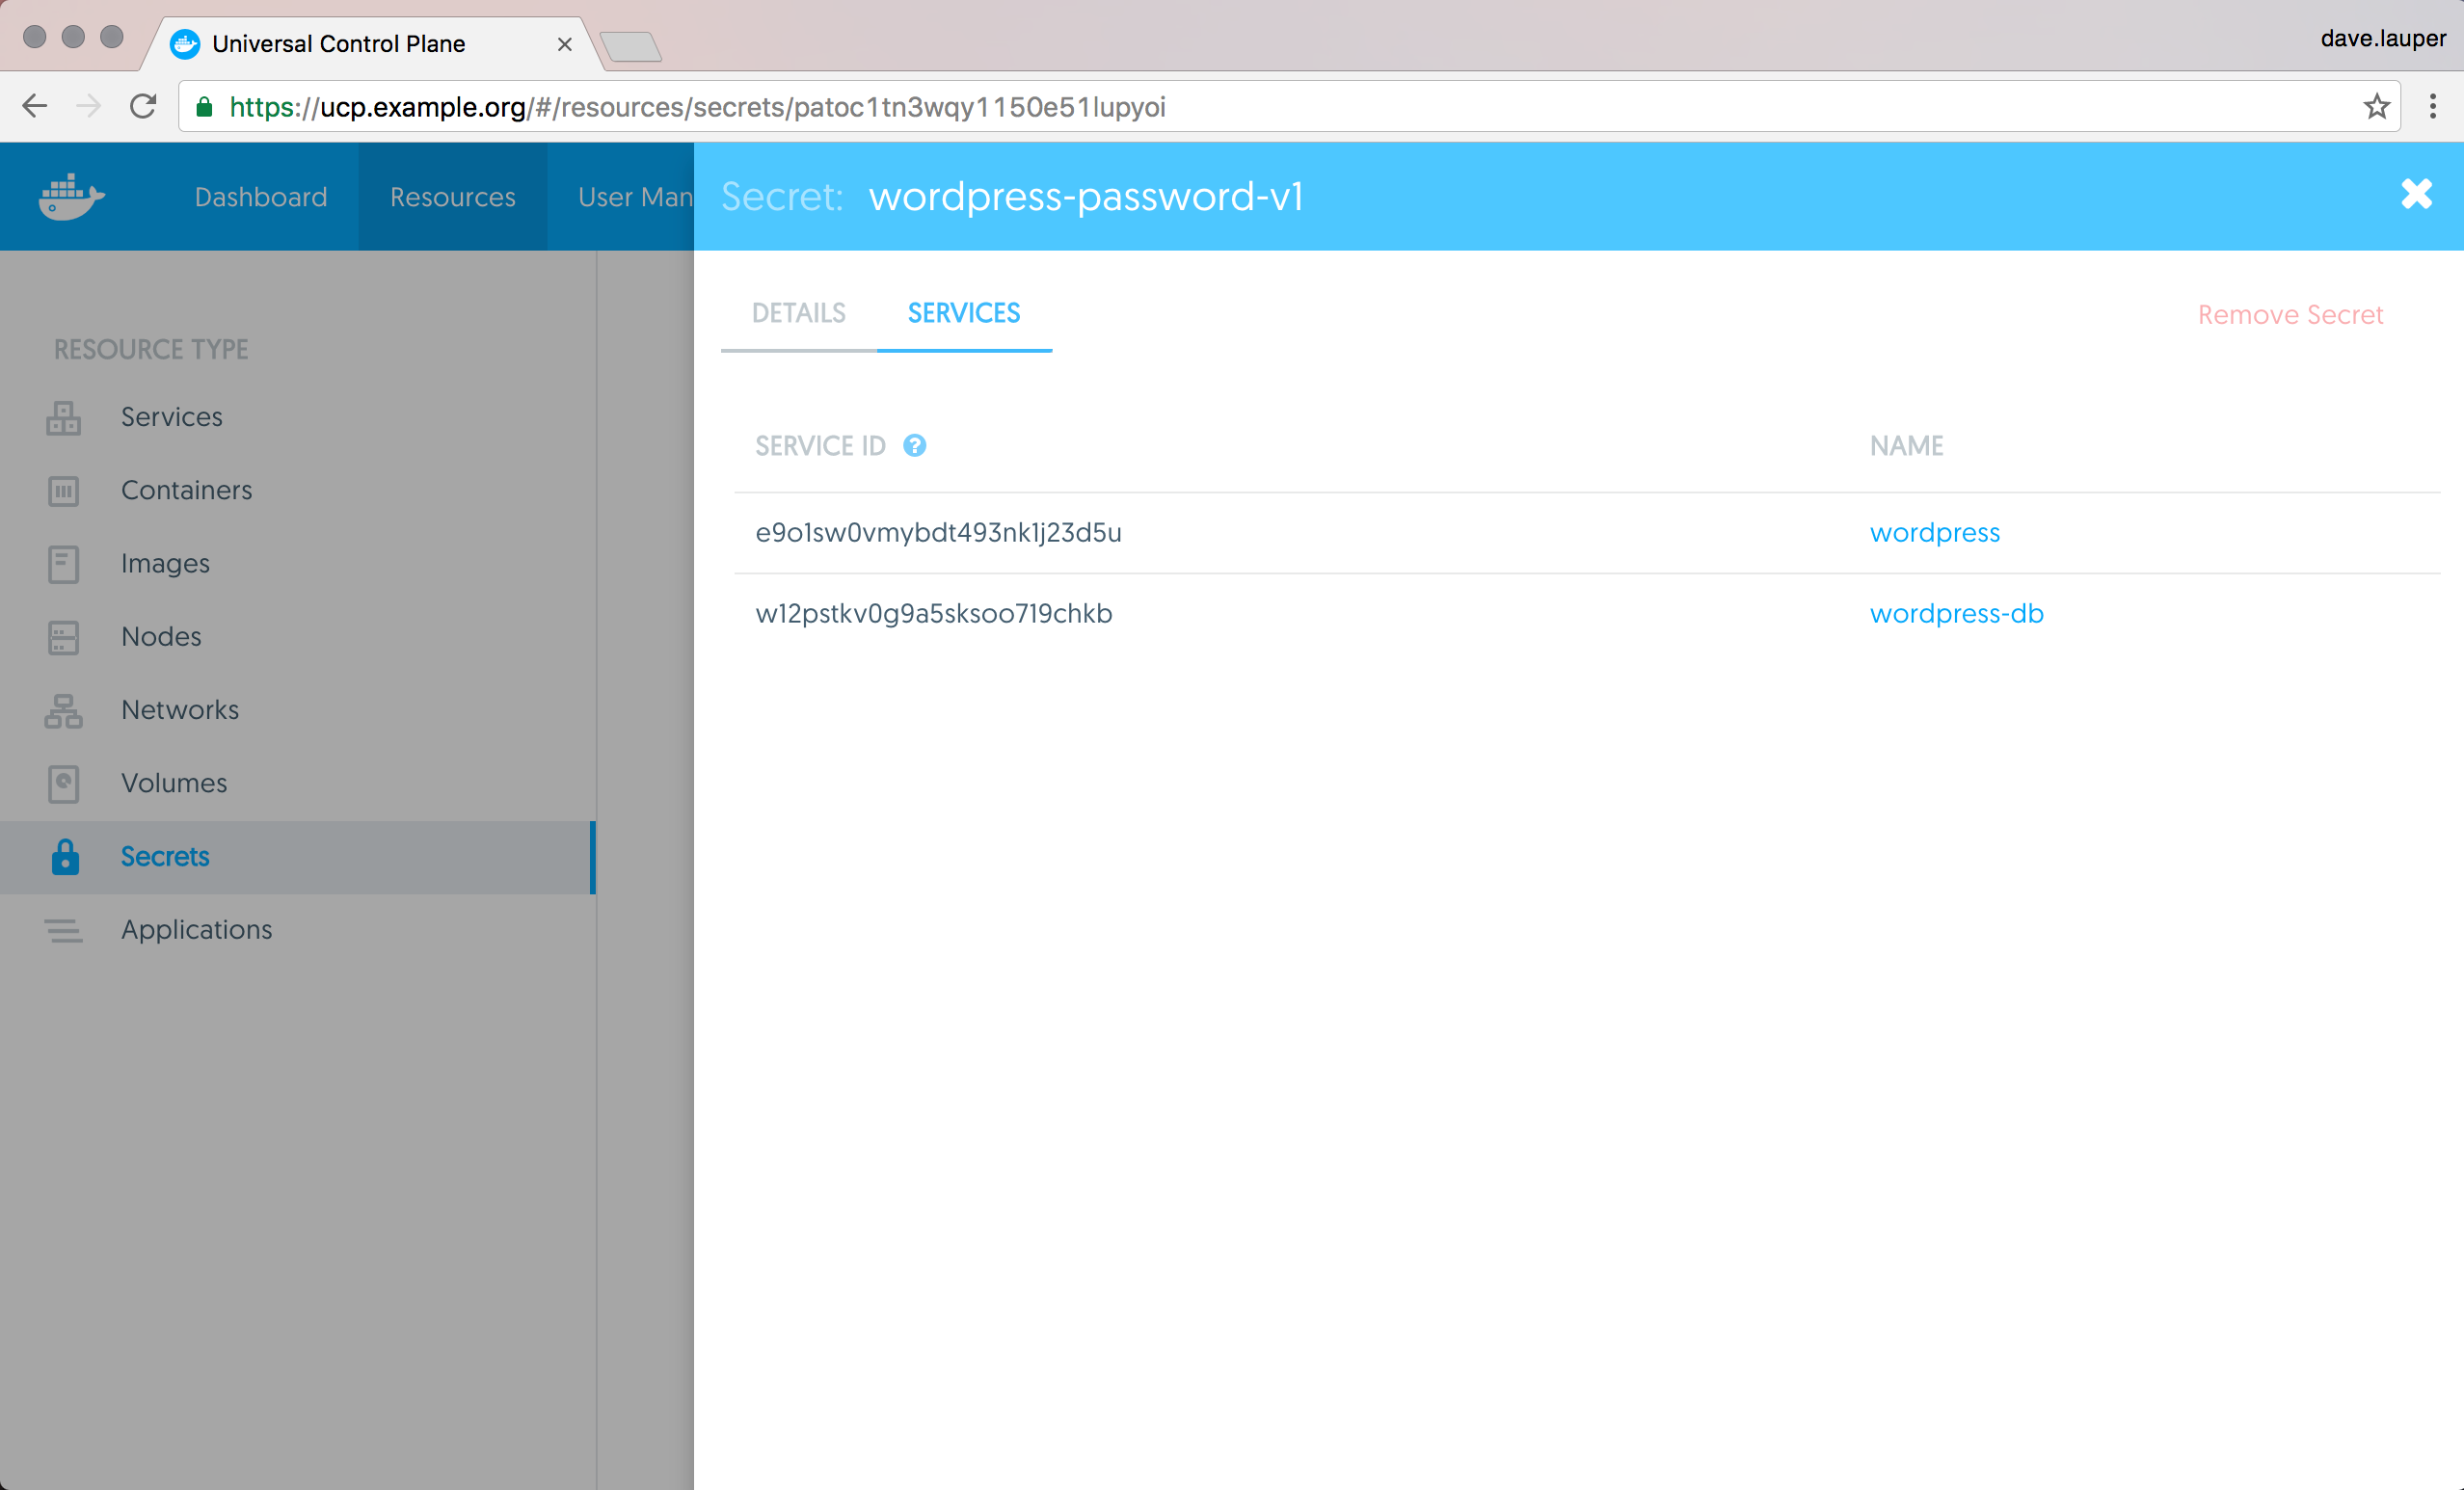 Universal Control Plane
dave.lauper
https://ucp.example.org/#/resources/secrets/patoc1tn3wqy1150e51lupyoi
Dashboard Resources User Man
Secret: wordpress-password-v1
DETAILS SERVICES Remove Secret
RESOURCE TYPE
Services
Containers
Images
Nodes
Networks
Volumes
Secrets
Applications
SERVICE ID ? NAME
e9o1sw0vmybdt493nk1j23d5u wordpress
w12pstkv0g9a5sksoo719chkb wordpress-db